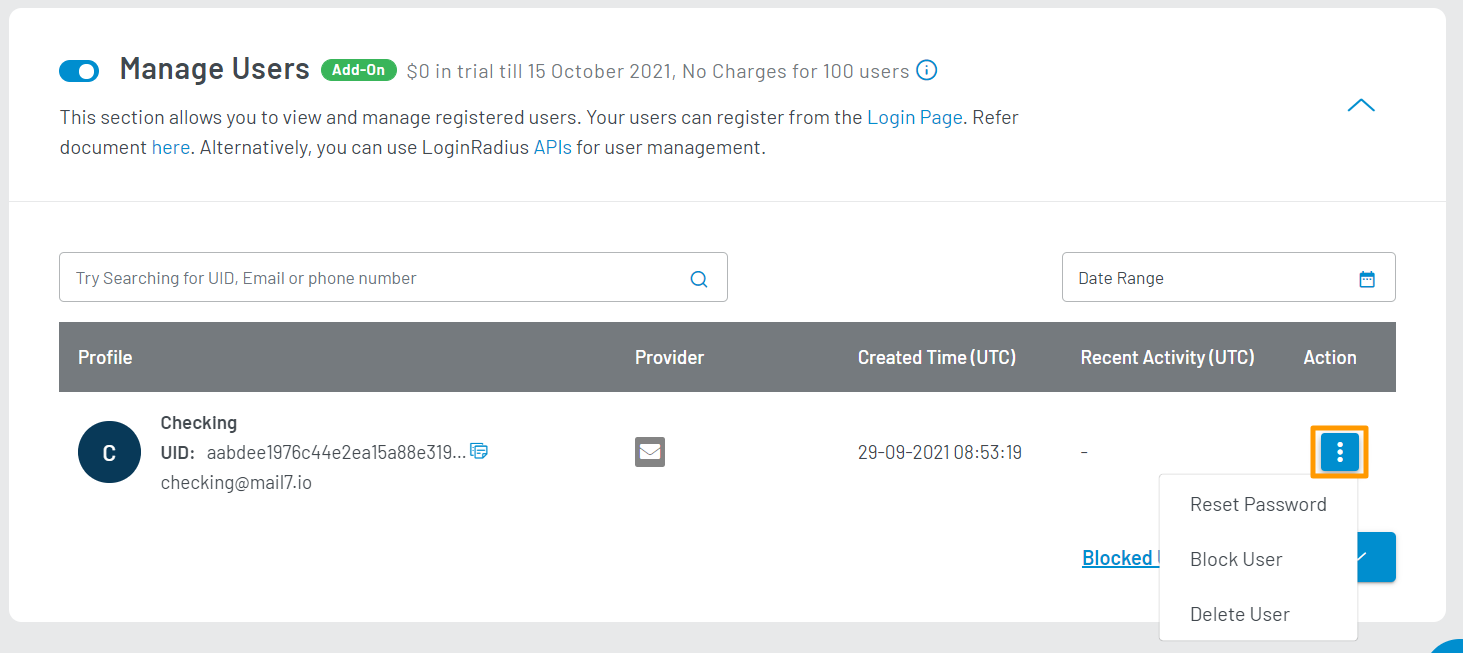 Manage Users Add-On $0 in trial till 15 October 2021, No Charges for 100 users
This section allows you to view and manage registered users. Your users can register from the Login Page. Refer
document here. Alternatively, you can use LoginRadius APIs for user management.
Try Searching for UID, Email or phone number
Date Range
Profile Provider Created Time (UTC) Recent Activity (UTC) Action
C
Checking
UID: aabdee1976c44e2ea15a88e319...
checking@mail7.io
29-09-2021 08:53:19 -
Reset Password
Blocked
Block User
Delete User